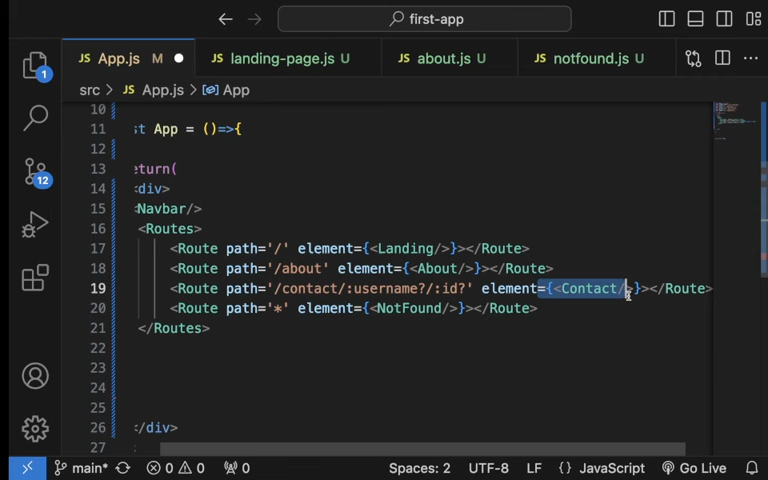 first-app
JS App.js M
JS landing-page.js U
JS about.js U
JS notfound.js U
src > JS App.js > App
10
11 st App = ()=>{
12
13 eturn(
14 <div>
15 Navbar/>
16 <Routes>
17 <Route path='/' element={<Landing/>}></Route>
18 <Route path='/about' element={<About/>}></Route>
19 <Route path='/contact/:username?/:id?' element={<Contact/>}></Route>
20 <Route path='*' element={<NotFound/>}></Route>
21 </Routes>
22
23
24
25
26 </div>
27
1
12
main* 0 0 0 Spaces: 2 UTF-8 LF {} JavaScript Go Live